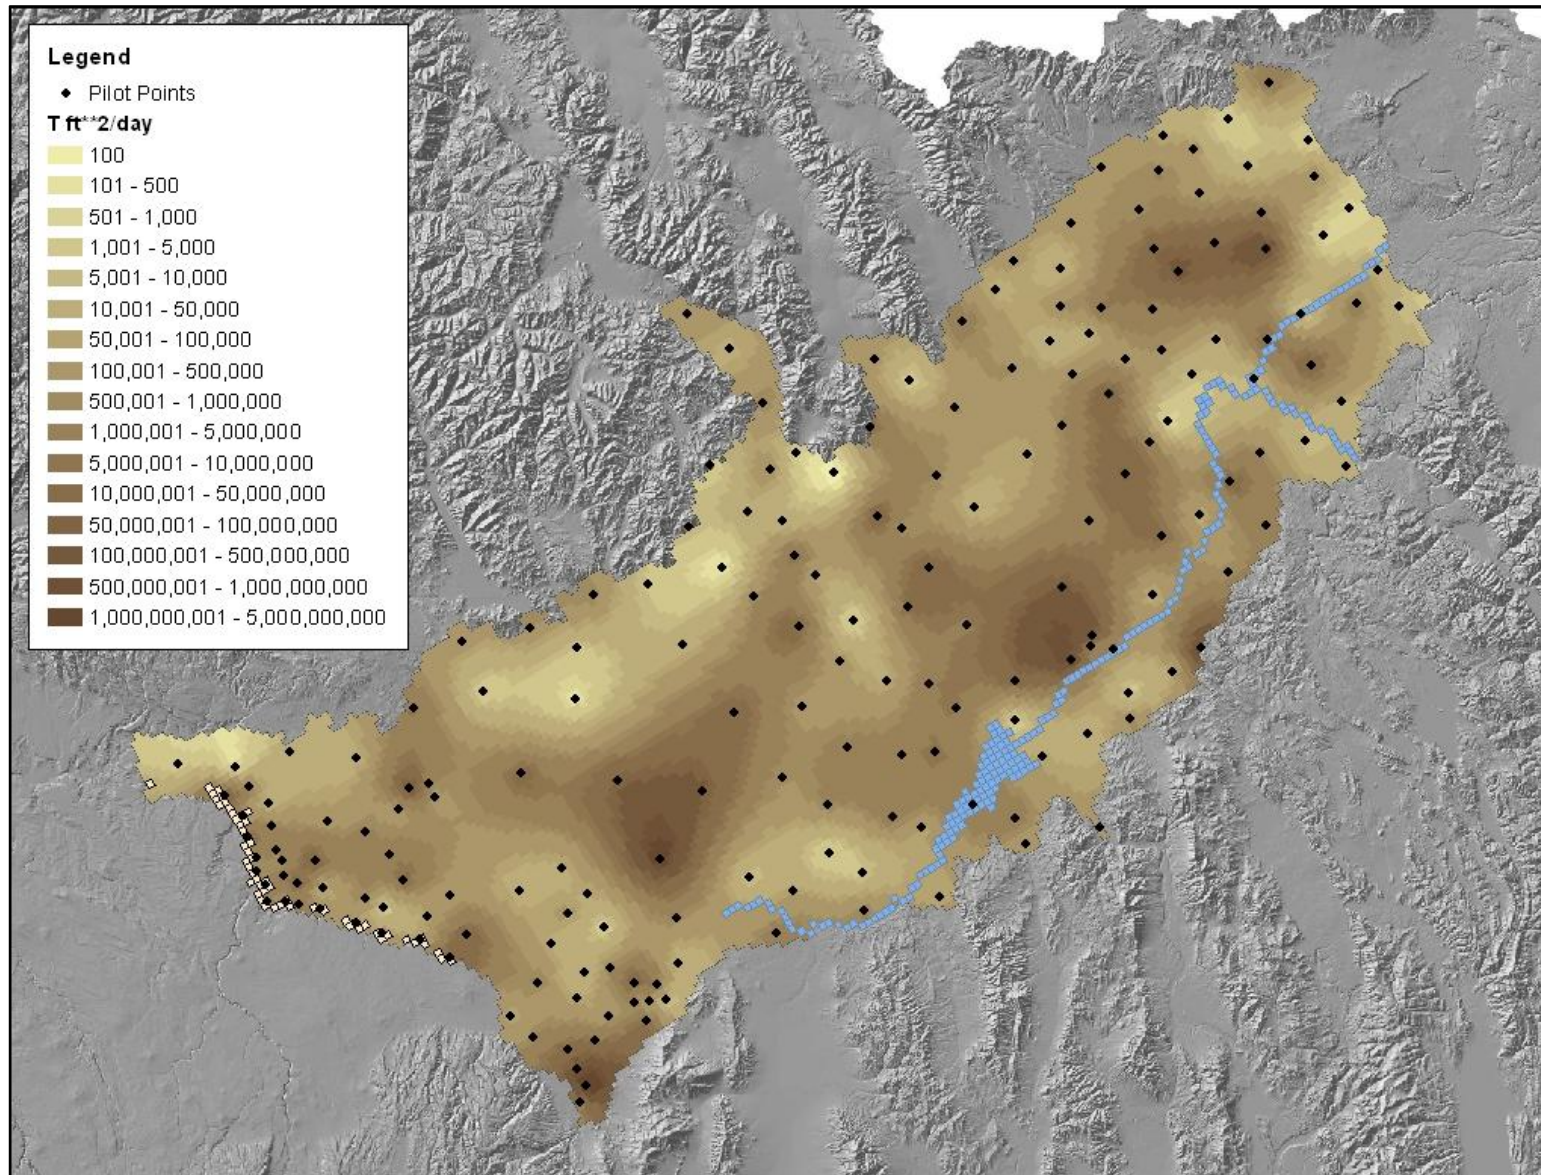 Legend
Pilot Points
T ft**2/day
100
101 - 500
501 - 1,000
1,001 - 5,000
5,001 - 10,000
10,001 - 50,000
50,001 - 100,000
100,001 - 500,000
500,001 - 1,000,000
1,000,001 - 5,000,000
5,000,001 - 10,000,000
10,000,001 - 50,000,000
50,000,001 - 100,000,000
100,000,001 - 500,000,000
500,000,001 - 1,000,000,000
1,000,000,001 - 5,000,000,000